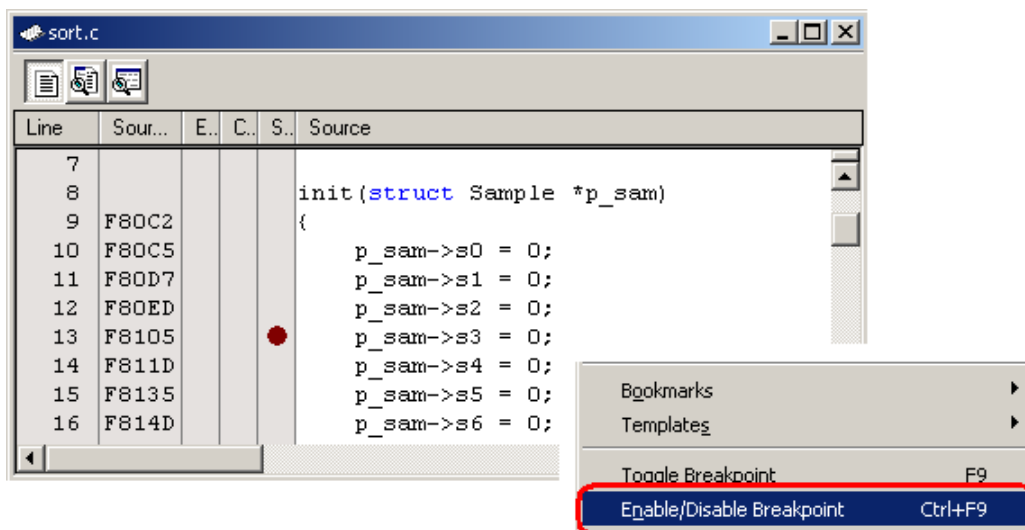 sort.c
Line Sour... E.. C.. S.. Source
7
8 init(struct Sample *p_sam)
9 F80C2 {
10 F80C5 p_sam->s0 = 0;
11 F80D7 p_sam->s1 = 0;
12 F80ED p_sam->s2 = 0;
13 F8105 p_sam->s3 = 0;
14 F811D p_sam->s4 = 0;
15 F8135 p_sam->s5 = 0;
16 F814D p_sam->s6 = 0;
Bookmarks
Templates
Toggle Breakpoint F9
Enable/Disable Breakpoint Ctrl+F9